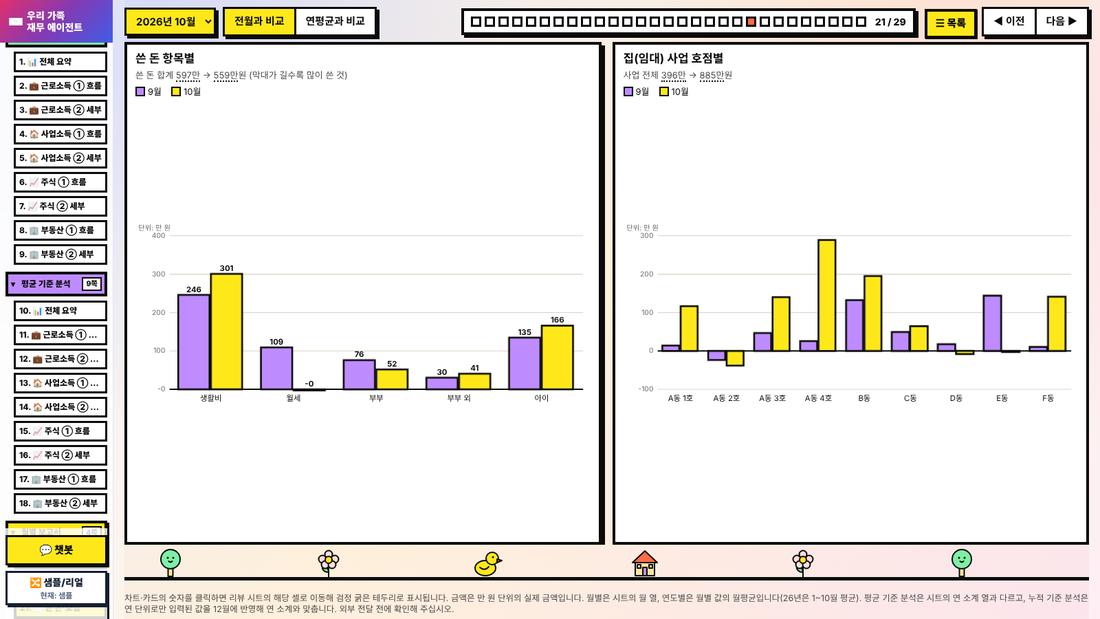 우리 가족
재무 에이전트
1. 📊 전체 요약
2. 💼 근로소득 ① 흐름
3. 💼 근로소득 ② 세부
4. 🏠 사업소득 ① 흐름
5. 🏠 사업소득 ② 세부
6. 📈 주식 ① 흐름
7. 📈 주식 ② 세부
8. 🏢 부동산 ① 흐름
9. 🏢 부동산 ② 세부
▼ 평균 기준 분석 9쪽
10. 📊 전체 요약
11. 💼 근로소득 ① ...
12. 💼 근로소득 ② ...
13. 🏠 사업소득 ① ...
14. 🏠 사업소득 ② ...
15. 📈 주식 ① 흐름
16. 📈 주식 ② 세부
17. 🏢 부동산 ① 흐름
18. 🏢 부동산 ② 세부
💬 챗봇
🔀 샘플/리얼
현재: 샘플
2026년 10월
전월과 비교 연평균과 비교
21 / 29
☰ 목록
◀ 이전 다음 ▶
쓴 돈 항목별
쓴 돈 합계 597만 → 559만원 (막대가 길수록 많이 쓴 것)
9월 10월
단위: 만 원
400
300
200
100
-0
246 301
109 -0
76 52
30 41
135 166
생활비 월세 부부 부부 외 아이
집(임대) 사업 호점별
사업 전체 396만 → 885만원
9월 10월
단위: 만 원
300
200
100
0
-100
A동 1호 A동 2호 A동 3호 A동 4호 B동 C동 D동 E동 F동
차트·카드의 숫자를 클릭하면 리뷰 시트의 해당 셀로 이동해 검정 굵은 테두리로 표시됩니다. 금액은 만 원 단위의 실제 금액입니다. 월별은 시트의 월 열, 연도별은 월별 값의 월평균입니다(26년은 1~10월 평균). 평균 기준 분석은 시트의 연 소계 열과 다르고, 누적 기준 분석은
연 단위로만 입력된 값을 12월에 반영해 연 소계와 맞춥니다. 외부 전달 전에 확인해 주십시오.